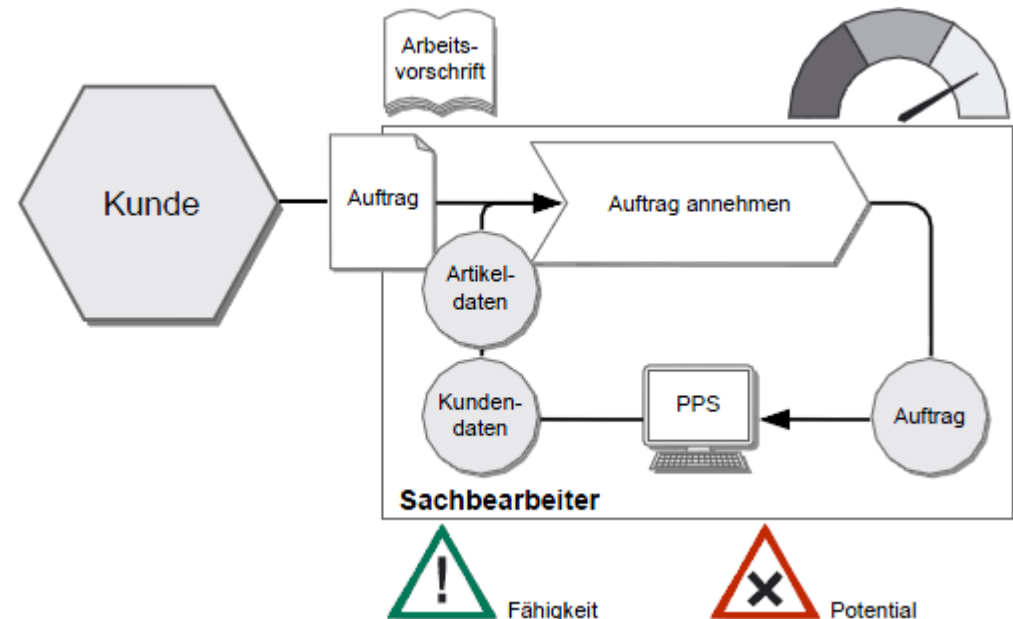 Arbeits-
vorschrift
Kunde
Auftrag
Auftrag annehmen
Artikel-
daten
Kunden-
daten
PPS
Auftrag
Sachbearbeiter
!
Fähigkeit
Potential